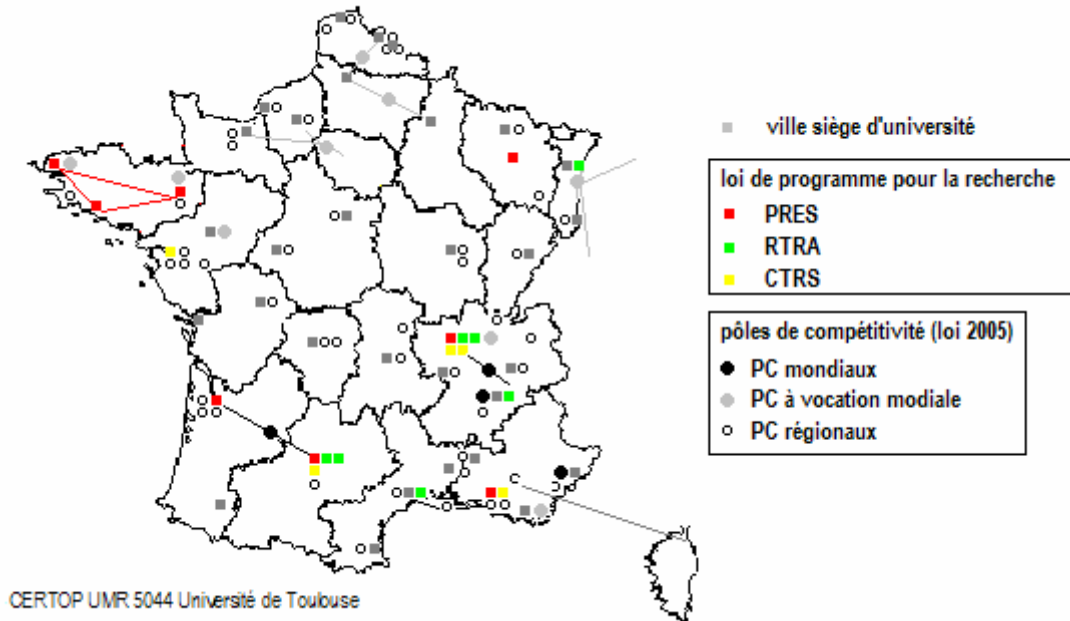 ville siège d'université
loi de programme pour la recherche
PRES
RTRA
CTRS
pôles de compétitivité (loi 2005)
PC mondiaux
PC à vocation modiale
PC régionaux
CERTOP UMR 5044 Université de Toulouse